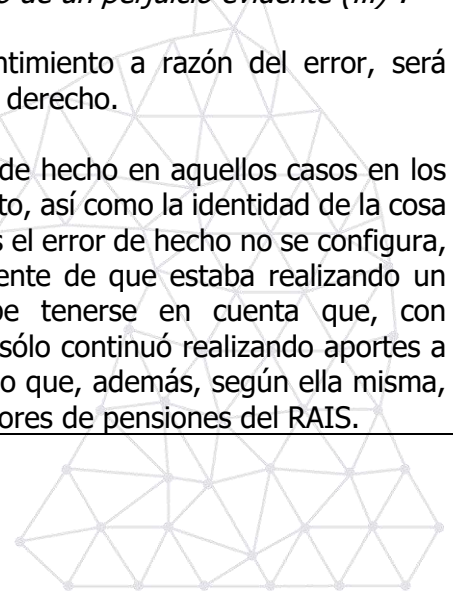 o de un perjuicio evidente (...)".
ntimiento a razón del error, será
derecho.
de hecho en aquellos casos en los
to, así como la identidad de la cosa
s el error de hecho no se configura,
ente de que estaba realizando un
be tenerse en cuenta que, con
sólo continuó realizando aportes a
o que, además, según ella misma,
ores de pensiones del RAIS.